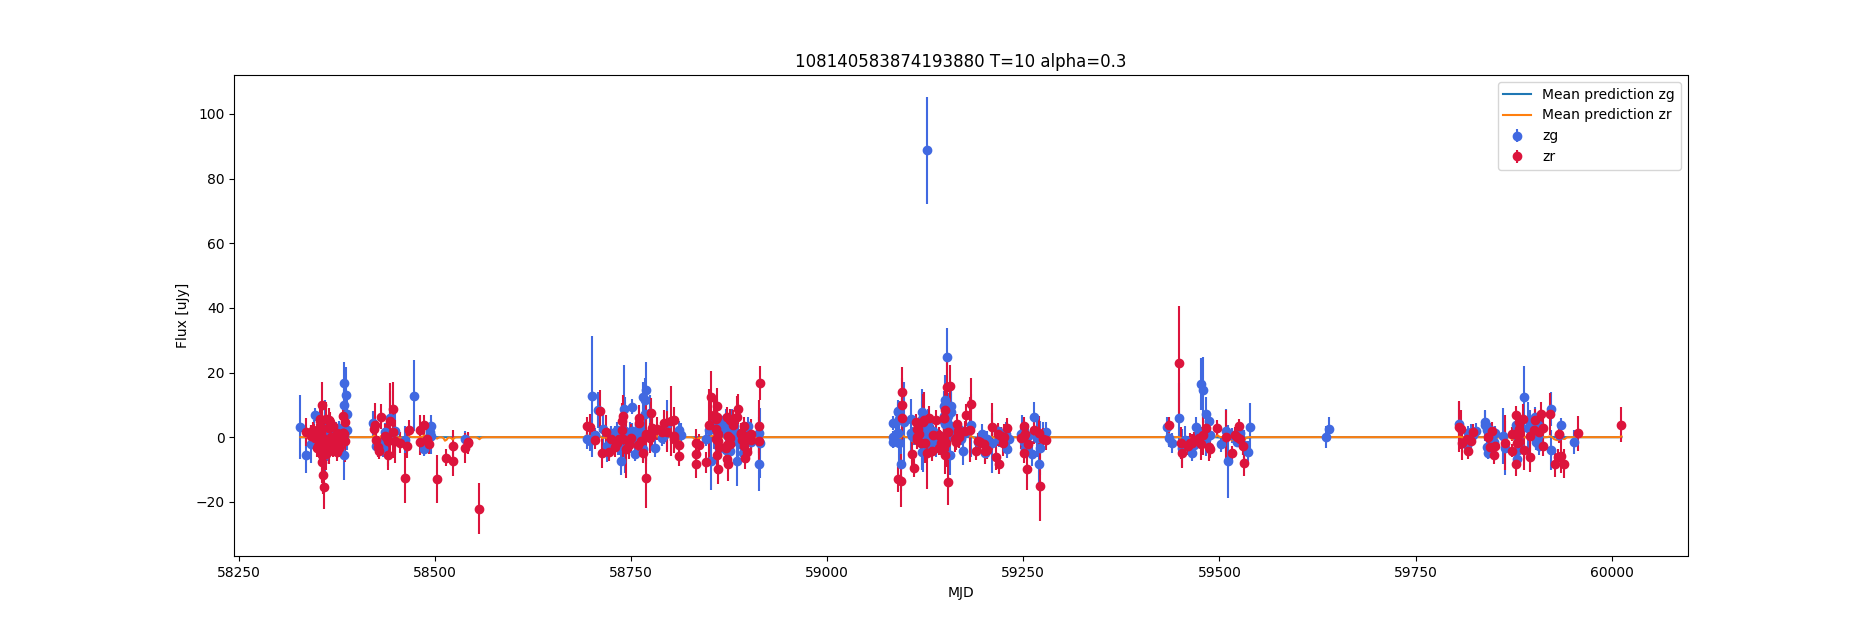 108140583874193880 T=10 alpha=0.3
Mean prediction zg
Mean prediction zr
zg
zr
100
80
60
40
20
0
−20
Flux [uJy]
58250 58500 58750 59000 59250 59500 59750 60000
MJD